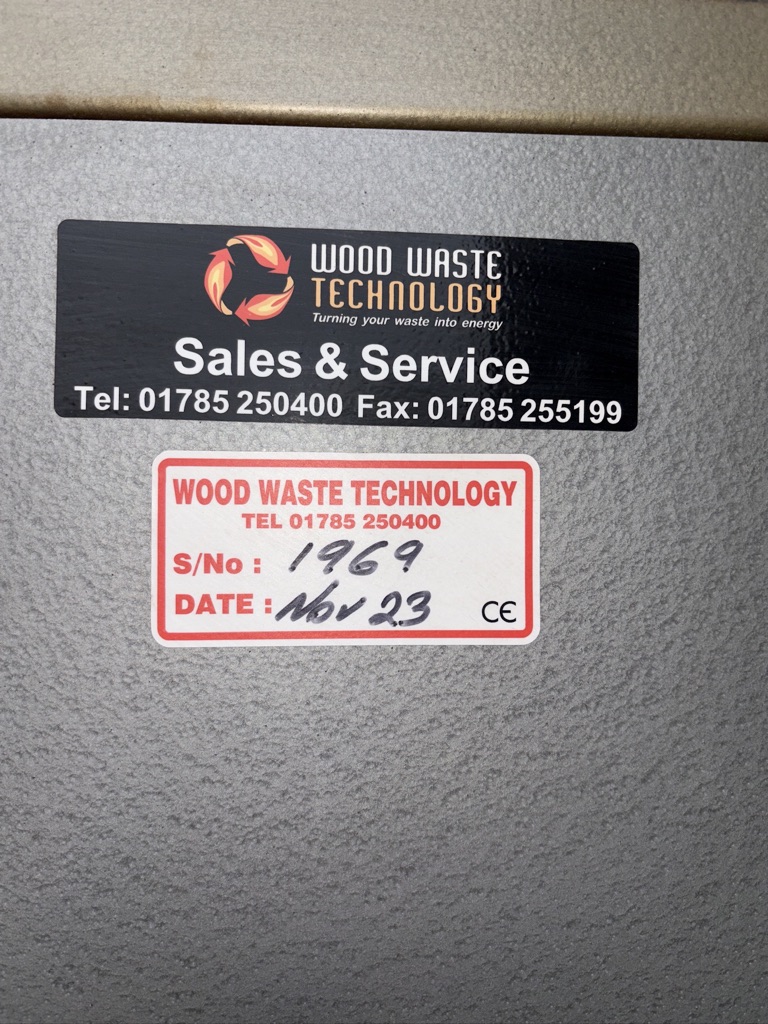 WOOD WASTE
TECHNOLOGY
Turning your waste into energy
Sales & Service
Tel: 01785 250400 Fax: 01785 255199
WOOD WASTE TECHNOLOGY
TEL 01785 250400
S/No : 1969
DATE : Nov 23 CE